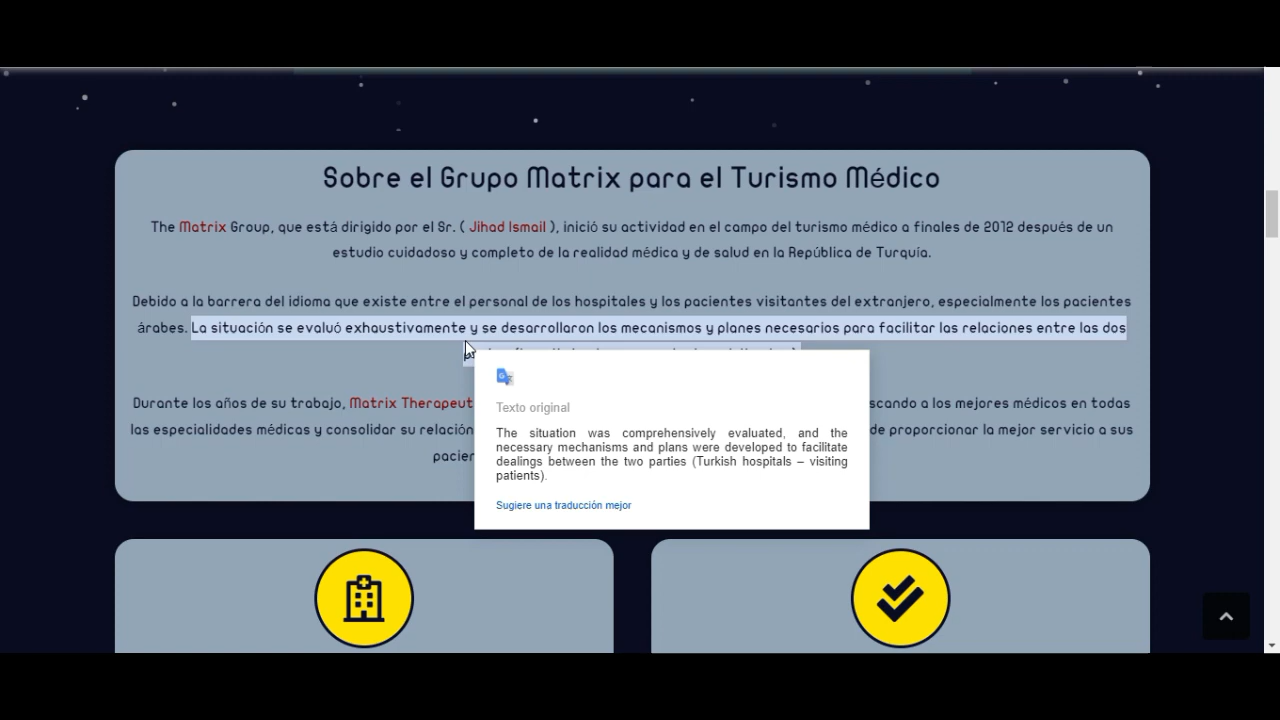 Sobre el Grupo Matrix para el Turismo Médico
The Matrix Group, que está dirigido por el Sr. ( Jihad Ismail ), inició su actividad en el campo del turismo médico a finales de 2012 después de un
estudio cuidadoso y completo de la realidad médica y de salud en la República de Turquía.
Debido a la barrera del idioma que existe entre el personal de los hospitales y los pacientes visitantes del extranjero, especialmente los pacientes
árabes. La situación se evaluó exhaustivamente y se desarrollaron los mecanismos y planes necesarios para facilitar las relaciones entre las dos
Texto original
The situation was comprehensively evaluated, and the
necessary mechanisms and plans were developed to facilitate
dealings between the two parties (Turkish hospitals – visiting
patients).
Sugiere una traducción mejor
Durante los años de su trabajo, Matrix Therapeut scando a los mejores médicos en todas
las especialidades médicas y consolidar su relación de proporcionar la mejor servicio a sus
pacien